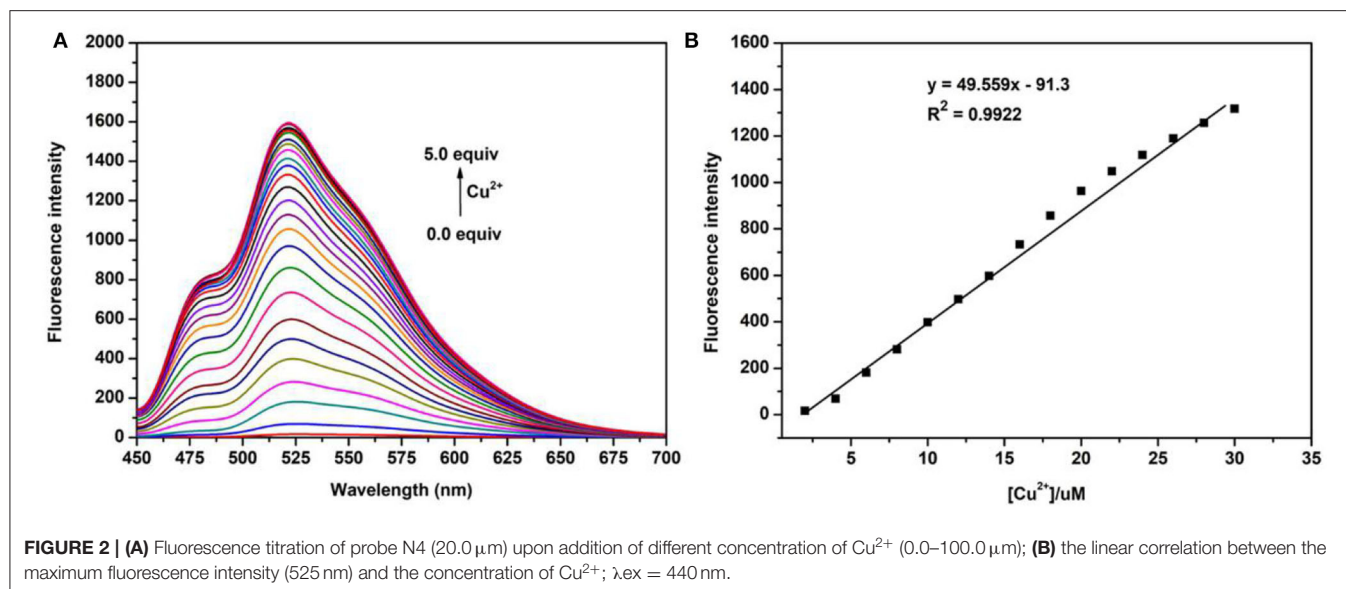 A
2000
1800
1600
1400
1200
1000
800
600
400
200
0
Fluorescence intensity
5.0 equiv
Cu²⁺
0.0 equiv
450 475 500 525 550 575 600 625 650 675 700
Wavelength (nm)
B
1600
1400
1200
1000
800
600
400
200
0
Fluorescence intensity
y = 49.559x - 91.3
R² = 0.9922
5 10 15 20 25 30 35
[Cu²⁺]/uM
FIGURE 2 | (A) Fluorescence titration of probe N4 (20.0 μm) upon addition of different concentration of Cu²⁺ (0.0–100.0 μm); (B) the linear correlation between the
maximum fluorescence intensity (525 nm) and the concentration of Cu²⁺; λex = 440 nm.